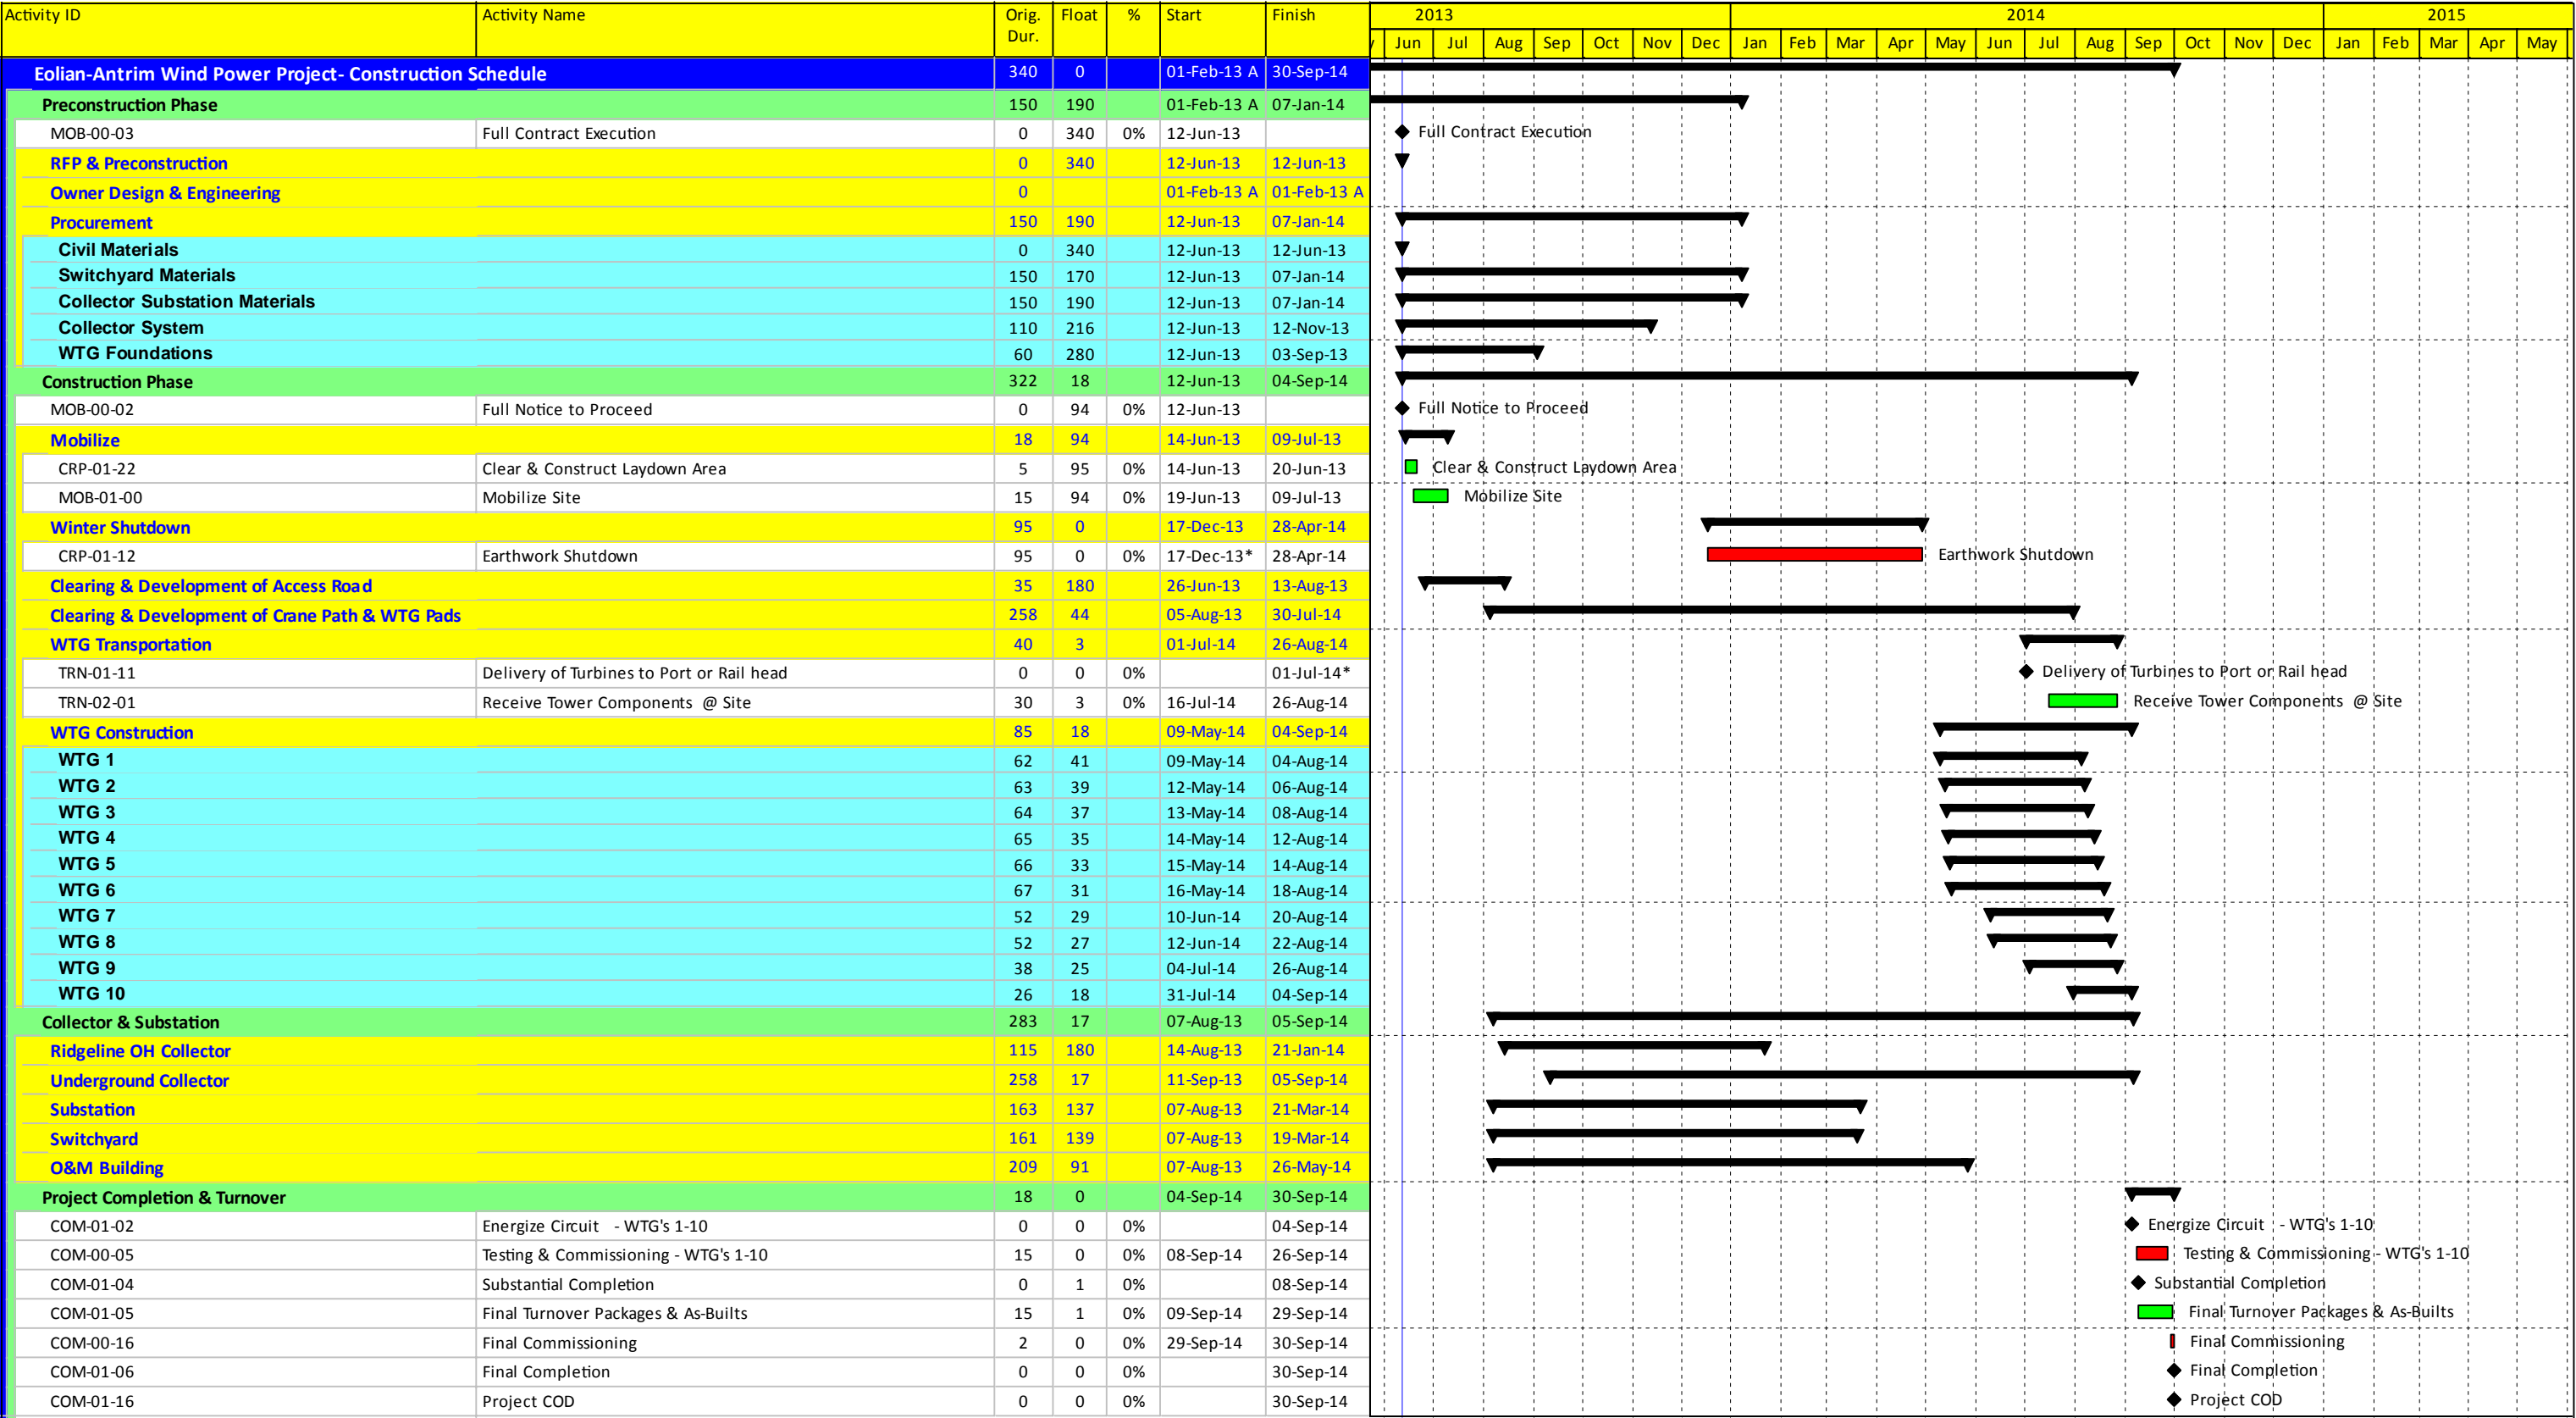 Activity ID Activity Name Orig. Dur. Float % Start Finish 2013 2014 2015
Jun Jul Aug Sep Oct Nov Dec Jan Feb Mar Apr May Jun Jul Aug Sep Oct Nov Dec Jan Feb Mar Apr May
Eolian-Antrim Wind Power Project- Construction Schedule 340 0 01-Feb-13 A 30-Sep-14
Preconstruction Phase 150 190 01-Feb-13 A 07-Jan-14
MOB-00-03 Full Contract Execution 0 340 0% 12-Jun-13 Full Contract Execution
RFP & Preconstruction 0 340 12-Jun-13 12-Jun-13
Owner Design & Engineering 0 01-Feb-13 A 01-Feb-13 A
Procurement 150 190 12-Jun-13 07-Jan-14
Civil Materials 0 340 12-Jun-13 12-Jun-13
Switchyard Materials 150 170 12-Jun-13 07-Jan-14
Collector Substation Materials 150 190 12-Jun-13 07-Jan-14
Collector System 110 216 12-Jun-13 12-Nov-13
WTG Foundations 60 280 12-Jun-13 03-Sep-13
Construction Phase 322 18 12-Jun-13 04-Sep-14
MOB-00-02 Full Notice to Proceed 0 94 0% 12-Jun-13 Full Notice to Proceed
Mobilize 18 94 14-Jun-13 09-Jul-13
CRP-01-22 Clear & Construct Laydown Area 5 95 0% 14-Jun-13 20-Jun-13 Clear & Construct Laydown Area
MOB-01-00 Mobilize Site 15 94 0% 19-Jun-13 09-Jul-13 Mobilize Site
Winter Shutdown 95 0 17-Dec-13 28-Apr-14
CRP-01-12 Earthwork Shutdown 95 0 0% 17-Dec-13* 28-Apr-14 Earthwork Shutdown
Clearing & Development of Access Road 35 180 26-Jun-13 13-Aug-13
Clearing & Development of Crane Path & WTG Pads 258 44 05-Aug-13 30-Jul-14
WTG Transportation 40 3 01-Jul-14 26-Aug-14
TRN-01-11 Delivery of Turbines to Port or Rail head 0 0 0% 01-Jul-14* Delivery of Turbines to Port or Rail head
TRN-02-01 Receive Tower Components @ Site 30 3 0% 16-Jul-14 26-Aug-14 Receive Tower Components @ Site
WTG Construction 85 18 09-May-14 04-Sep-14
WTG 1 62 41 09-May-14 04-Aug-14
WTG 2 63 39 12-May-14 06-Aug-14
WTG 3 64 37 13-May-14 08-Aug-14
WTG 4 65 35 14-May-14 12-Aug-14
WTG 5 66 33 15-May-14 14-Aug-14
WTG 6 67 31 16-May-14 18-Aug-14
WTG 7 52 29 10-Jun-14 20-Aug-14
WTG 8 52 27 12-Jun-14 22-Aug-14
WTG 9 38 25 04-Jul-14 26-Aug-14
WTG 10 26 18 31-Jul-14 04-Sep-14
Collector & Substation 283 17 07-Aug-13 05-Sep-14
Ridgeline OH Collector 115 180 14-Aug-13 21-Jan-14
Underground Collector 258 17 11-Sep-13 05-Sep-14
Substation 163 137 07-Aug-13 21-Mar-14
Switchyard 161 139 07-Aug-13 19-Mar-14
O&M Building 209 91 07-Aug-13 26-May-14
Project Completion & Turnover 18 0 04-Sep-14 30-Sep-14
COM-01-02 Energize Circuit - WTG's 1-10 0 0 0% 04-Sep-14 Energize Circuit - WTG's 1-10
COM-00-05 Testing & Commissioning - WTG's 1-10 15 0 0% 08-Sep-14 26-Sep-14 Testing & Commissioning - WTG's 1-10
COM-01-04 Substantial Completion 0 1 0% 08-Sep-14 Substantial Completion
COM-01-05 Final Turnover Packages & As-Builts 15 1 0% 09-Sep-14 29-Sep-14 Final Turnover Packages & As-Builts
COM-00-16 Final Commissioning 2 0 0% 29-Sep-14 30-Sep-14 Final Commissioning
COM-01-06 Final Completion 0 0 0% 30-Sep-14 Final Completion
COM-01-16 Project COD 0 0 0% 30-Sep-14 Project COD